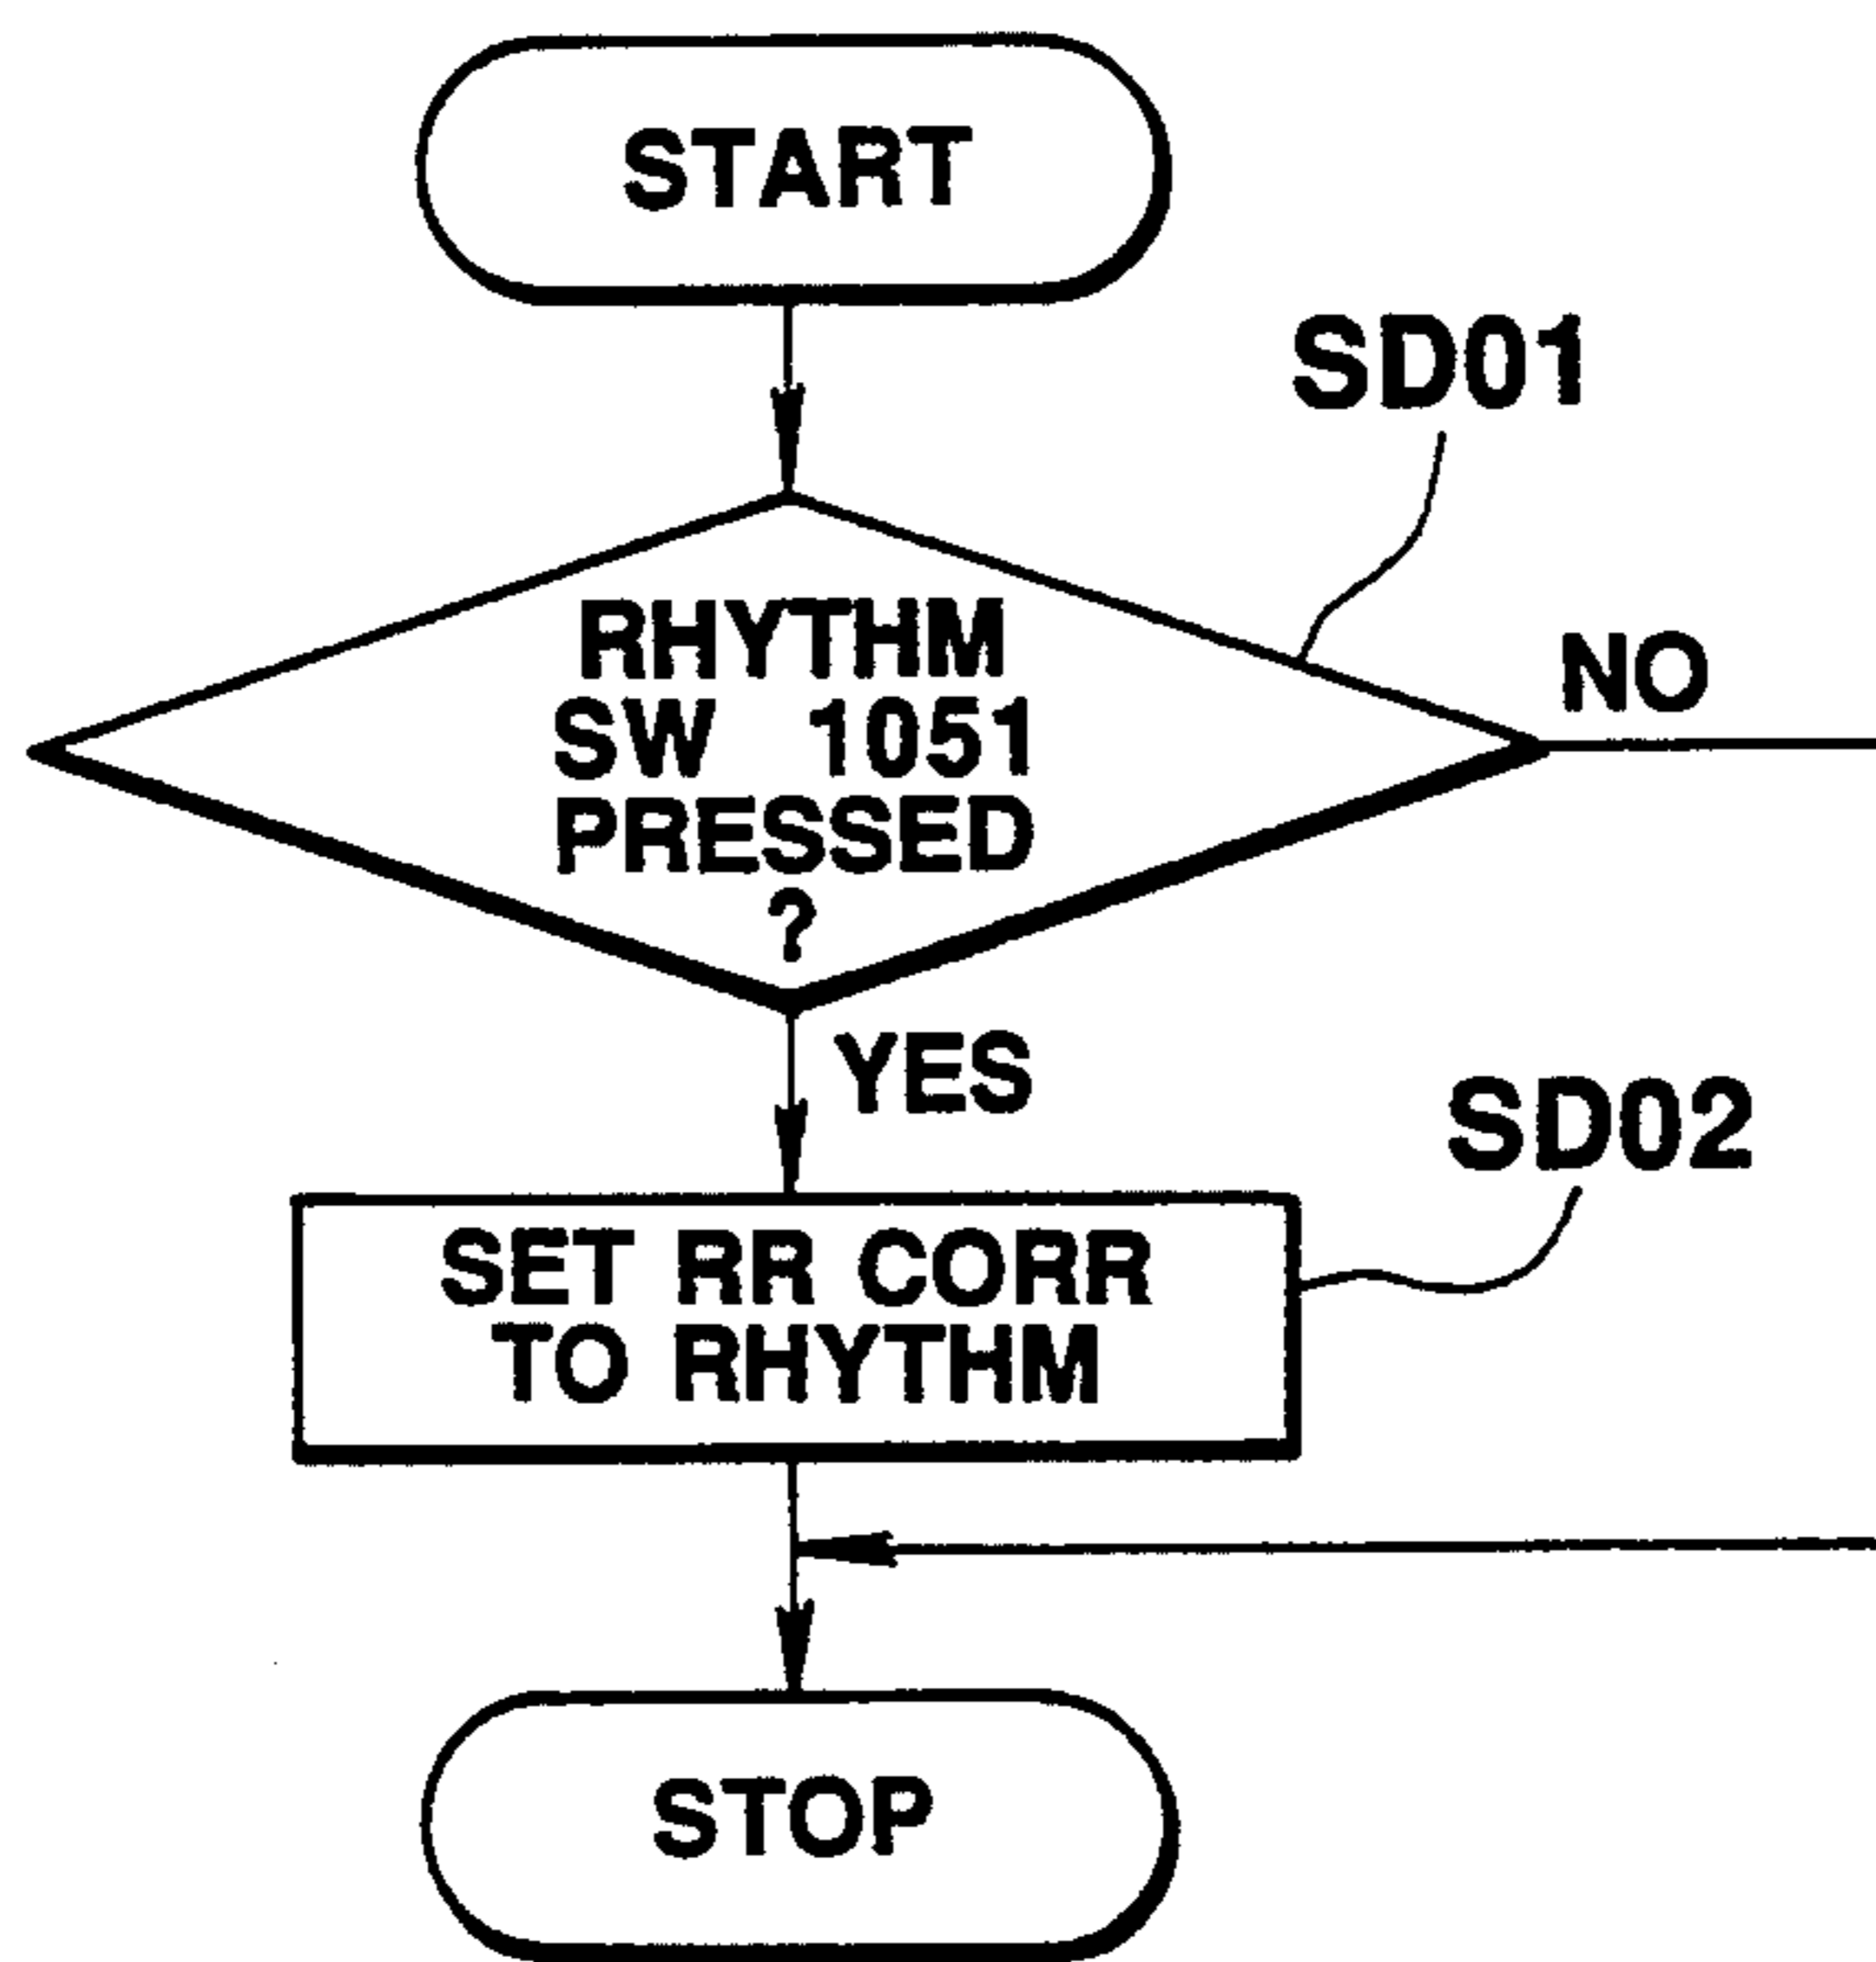 START
SD01
RHYTHM
SW 1051
PRESSED
?
NO
YES
SD02
SET RR CORR
TO RHYTHM
STOP